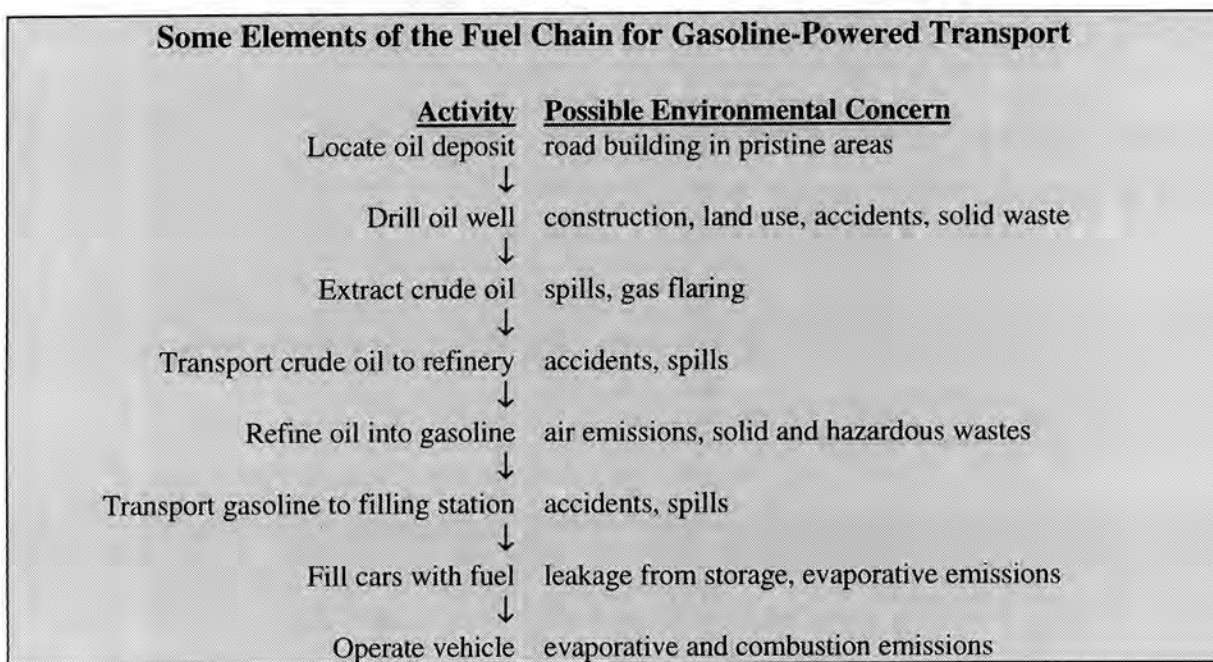 Some Elements of the Fuel Chain for Gasoline-Powered Transport
Activity Possible Environmental Concern
Locate oil deposit road building in pristine areas
↓
Drill oil well construction, land use, accidents, solid waste
↓
Extract crude oil spills, gas flaring
↓
Transport crude oil to refinery accidents, spills
↓
Refine oil into gasoline air emissions, solid and hazardous wastes
↓
Transport gasoline to filling station accidents, spills
↓
Fill cars with fuel leakage from storage, evaporative emissions
↓
Operate vehicle evaporative and combustion emissions